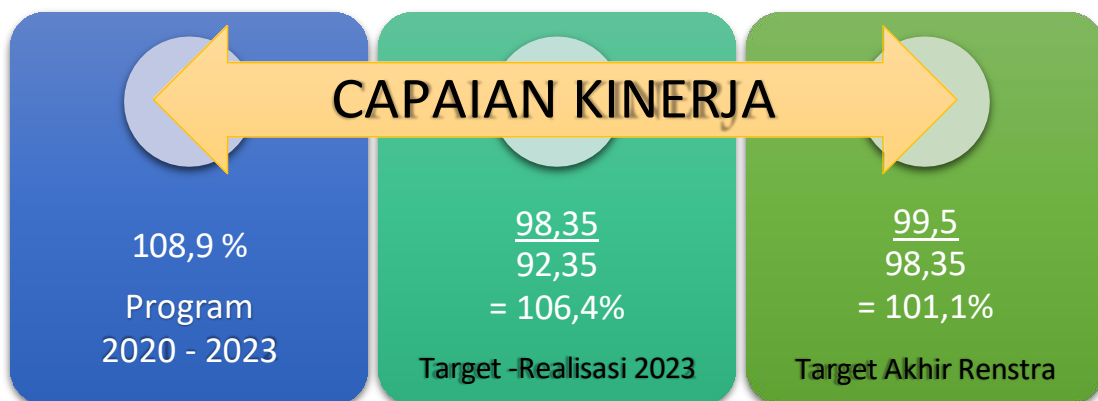 CAPAIAN KINERJA
108,9 %
Program
2020 - 2023
98,35
92,35
= 106,4%
Target -Realisasi 2023
99,5
98,35
= 101,1%
Target Akhir Renstra